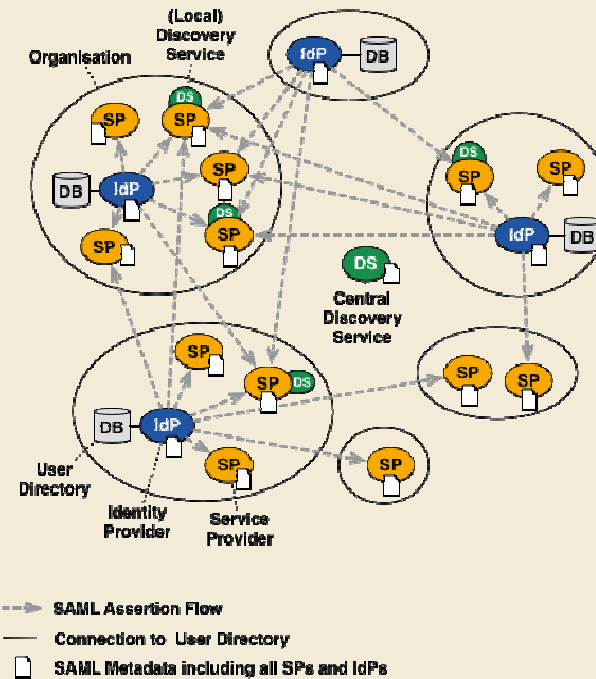 (Local)
Discovery
Service
Organisation
IdP
DB
DS
SP
SP
SP
DB
IdP
DS
SP
SP
DS
SP
SP
IdP
DB
DS
Central
Discovery
Service
SP
SP
DS
SP
SP
DB
IdP
SP
SP
User
Directory
Identity
Provider
Service
Provider
SAML Assertion Flow
Connection to User Directory
SAML Metadata including all SPs and IdPs